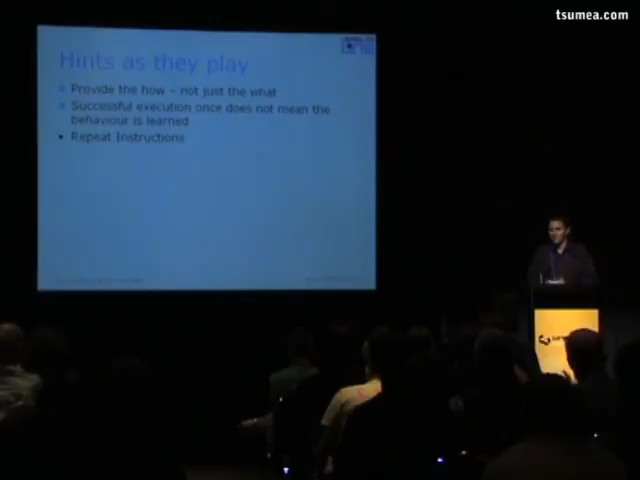 tsumea.com
Hints as they play
Provide the how – not just the what
Successful execution once does not mean the
behaviour is learned
Repeat Instructions